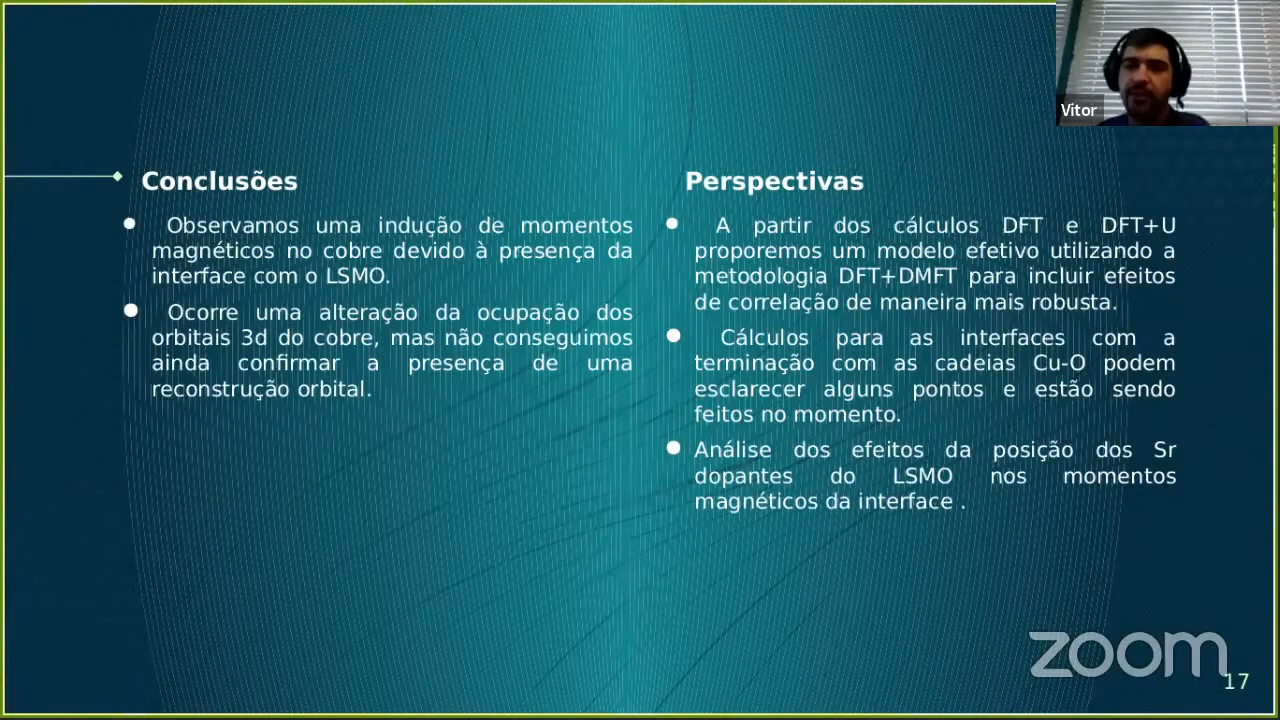 Vitor
Conclusões
Observamos uma indução de momentos
magnéticos no cobre devido à presença da
interface com o LSMO.
Ocorre uma alteração da ocupação dos
orbitais 3d do cobre, mas não conseguimos
ainda confirmar a presença de uma
reconstrução orbital.
Perspectivas
A partir dos cálculos DFT e DFT+U
proporemos um modelo efetivo utilizando a
metodologia DFT+DMFT para incluir efeitos
de correlação de maneira mais robusta.
Cálculos para as interfaces com a
terminação com as cadeias Cu-O podem
esclarecer alguns pontos e estão sendo
feitos no momento.
Análise dos efeitos da posição dos Sr
dopantes do LSMO nos momentos
magnéticos da interface .
zoom
17